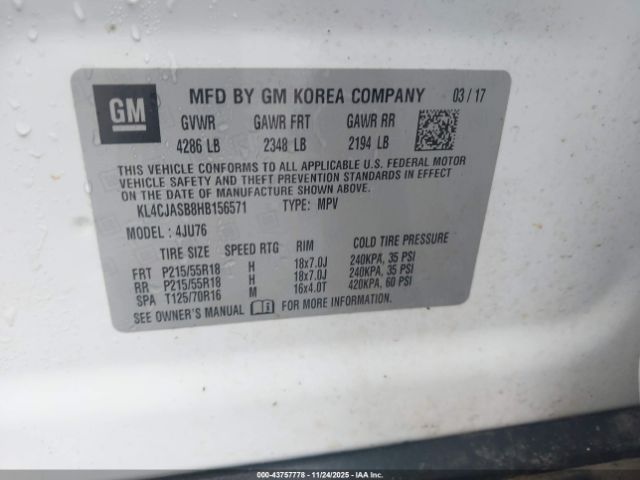 GM
MFD BY GM KOREA COMPANY 03 / 17
GVWR GAWR FRT GAWR RR
4286 LB 2348 LB 2194 LB
THIS VEHICLE CONFORMS TO ALL APPLICABLE U.S. FEDERAL MOTOR
VEHICLE SAFETY AND THEFT PREVENTION STANDARDS IN EFFECT
ON THE DATE OF MANUFACTURE SHOWN ABOVE.
KL4CJASB8HB156571 TYPE: MPV
MODEL : 4JU76
TIRE SIZE SPEED RTG RIM COLD TIRE PRESSURE
FRT P215/55R18 H 18x7.0J 240KPA, 35 PSI
RR P215/55R18 H 18x7.0J 240KPA, 35 PSI
SPA T125/70R16 M 16x4.0T 420KPA, 60 PSI
SEE OWNER'S MANUAL FOR MORE INFORMATION.
000-43757778 - 11/24/2025 - IAAI.CA